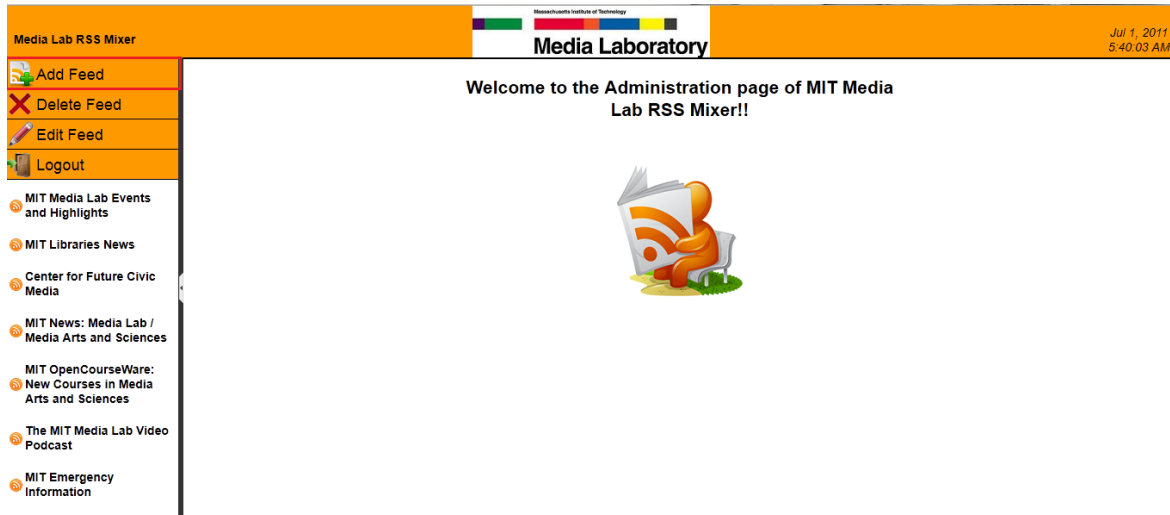 Media Lab RSS Mixer
Massachusetts Institute of Technology
Media Laboratory
Jul 1, 2011
5:40:03 AM
Add Feed
Delete Feed
Edit Feed
Logout
MIT Media Lab Events
and Highlights
MIT Libraries News
Center for Future Civic
Media
MIT News: Media Lab /
Media Arts and Sciences
MIT OpenCourseWare:
New Courses in Media
Arts and Sciences
The MIT Media Lab Video
Podcast
MIT Emergency
Information
Welcome to the Administration page of MIT Media
Lab RSS Mixer!!